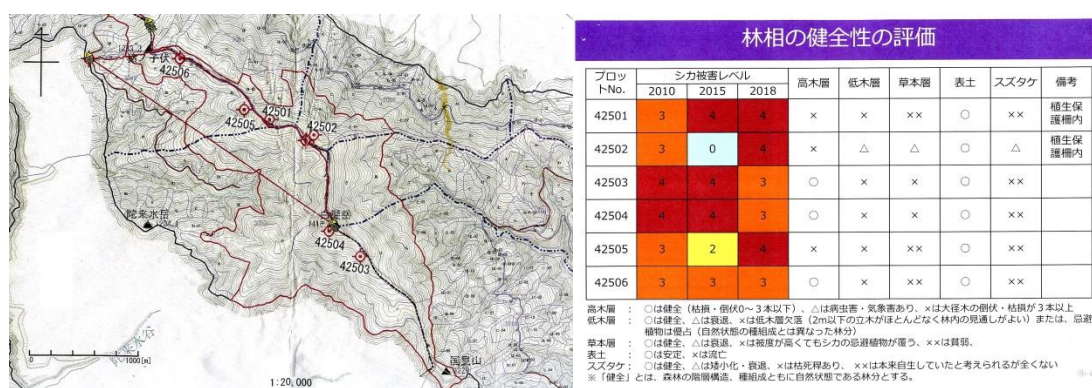 42506
42501
42505
42502
陀来水岳
白髪岳
42504
42503
国見山
0
1000(m)
1:20,000
林相の健全性の評価
プロットNo. シカ被害レベル 高木層 低木層 草本層 表土 スズタケ 備考
2010 2015 2018
42501 3 4 4 × × ×× ○ ×× 植生保護柵内
42502 3 0 4 × △ △ ○ △ 植生保護柵内
42503 4 4 3 ○ × × ○ ××
42504 4 4 3 ○ × × ○ ××
42505 3 2 4 × × ×× ○ ××
42506 3 3 3 ○ × ×× ○ ××
高木層 : ○は健全(枯損・倒伏0~3本以下)、△は病虫害・気象害あり、×は大径木の倒伏・枯損が3本以上
低木層 : ○は健全、△は衰退、×は低木層欠落(2m以下の立木がほとんどなく林内の見通しがよい)または、忌避
植物は優占(自然状態の種組成とは異なった林分)
草本層 : ○は健全、△は衰退、×は被度が高くてもシカの忌避植物が覆う、××は貧弱、
表土 : ○は安定、×は流亡
スズタケ: ○は健全、△は矮小化・衰退、×は枯死稈あり、××は本来自生していたと考えられるが全くない
※「健全」とは、森林の階層構造、種組成ともに自然状態である林分とする。